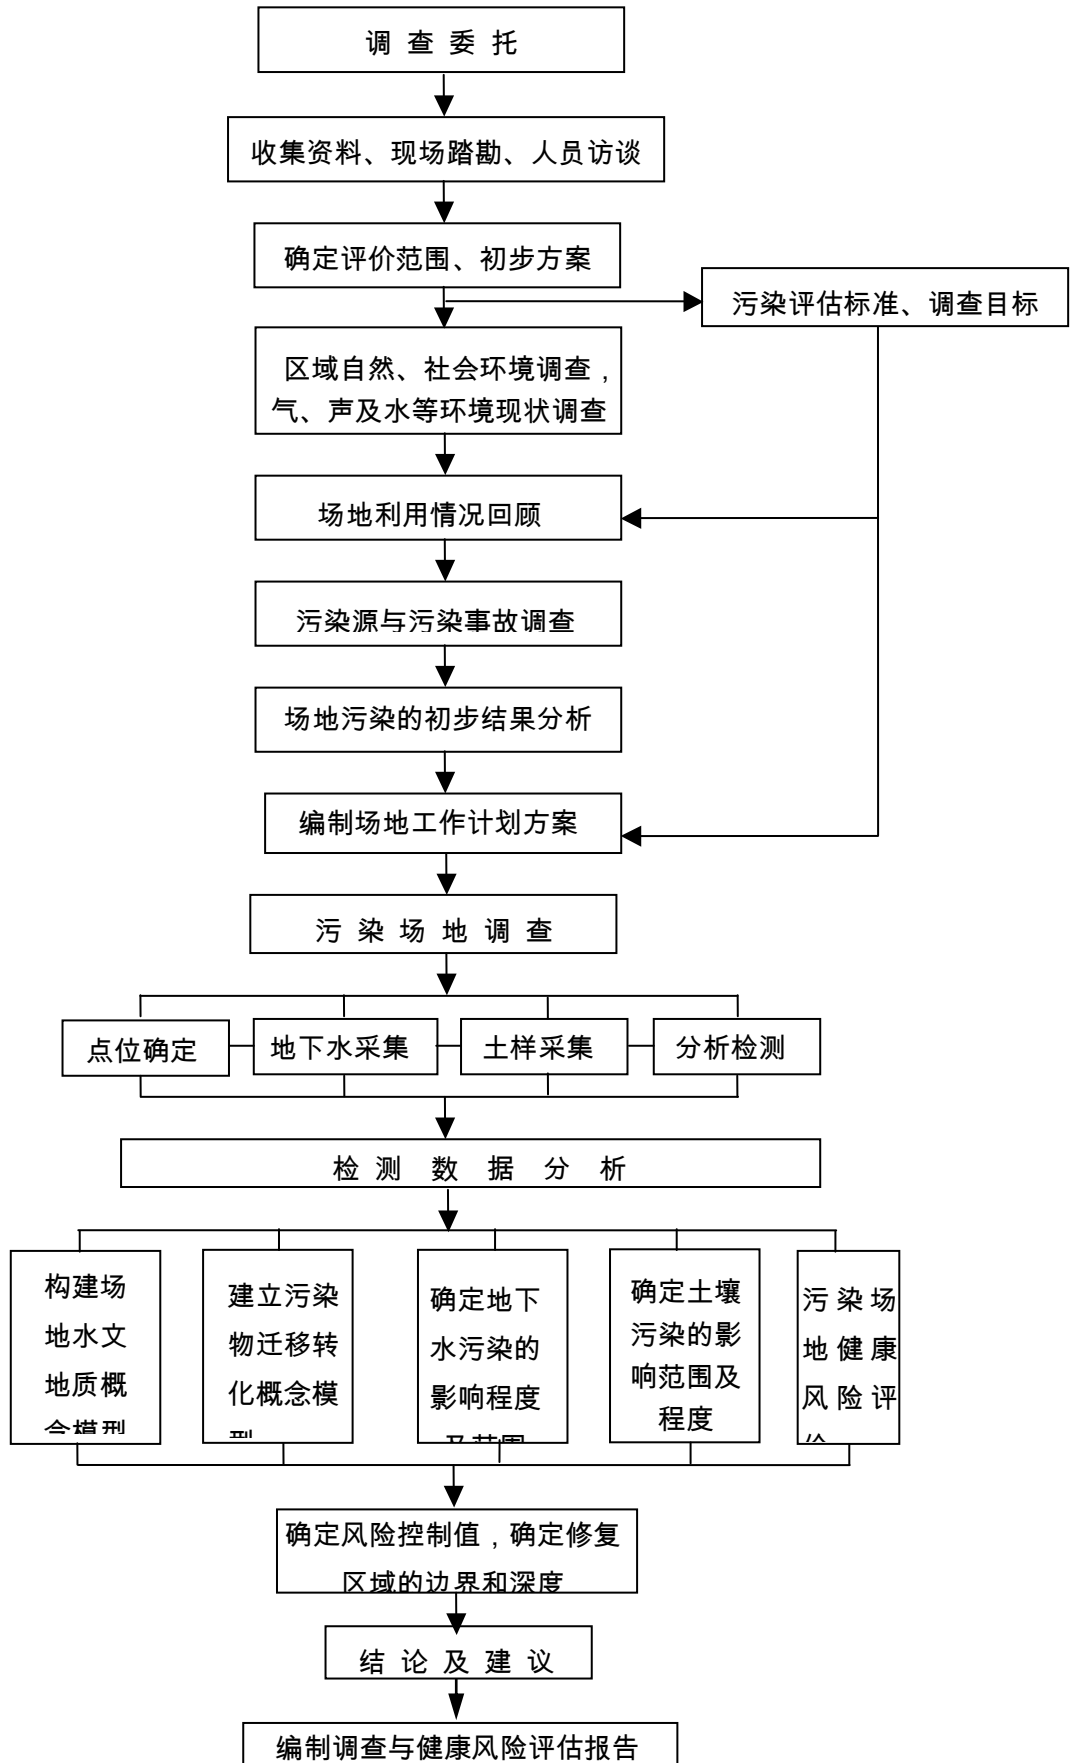 调查委托
收集资料、现场踏勘、人员访谈
确定评价范围、初步方案
污染评估标准、调查目标
区域自然、社会环境调查，
气、声及水等环境现状调查
场地利用情况回顾
污染源与污染事故调查
场地污染的初步结果分析
编制场地工作计划方案
污染场地调查
点位确定
地下水采集
土样采集
分析检测
检测数据分析
构建场
地水文
地质概
念模型
建立污染
物迁移转
化概念模
型
确定地下
水污染的
影响程度
及范围
确定土壤
污染的影
响范围及
程度
污染场
地健康
风险评
价
确定风险控制值，确定修复
区域的边界和深度
结论及建议
编制调查与健康风险评估报告